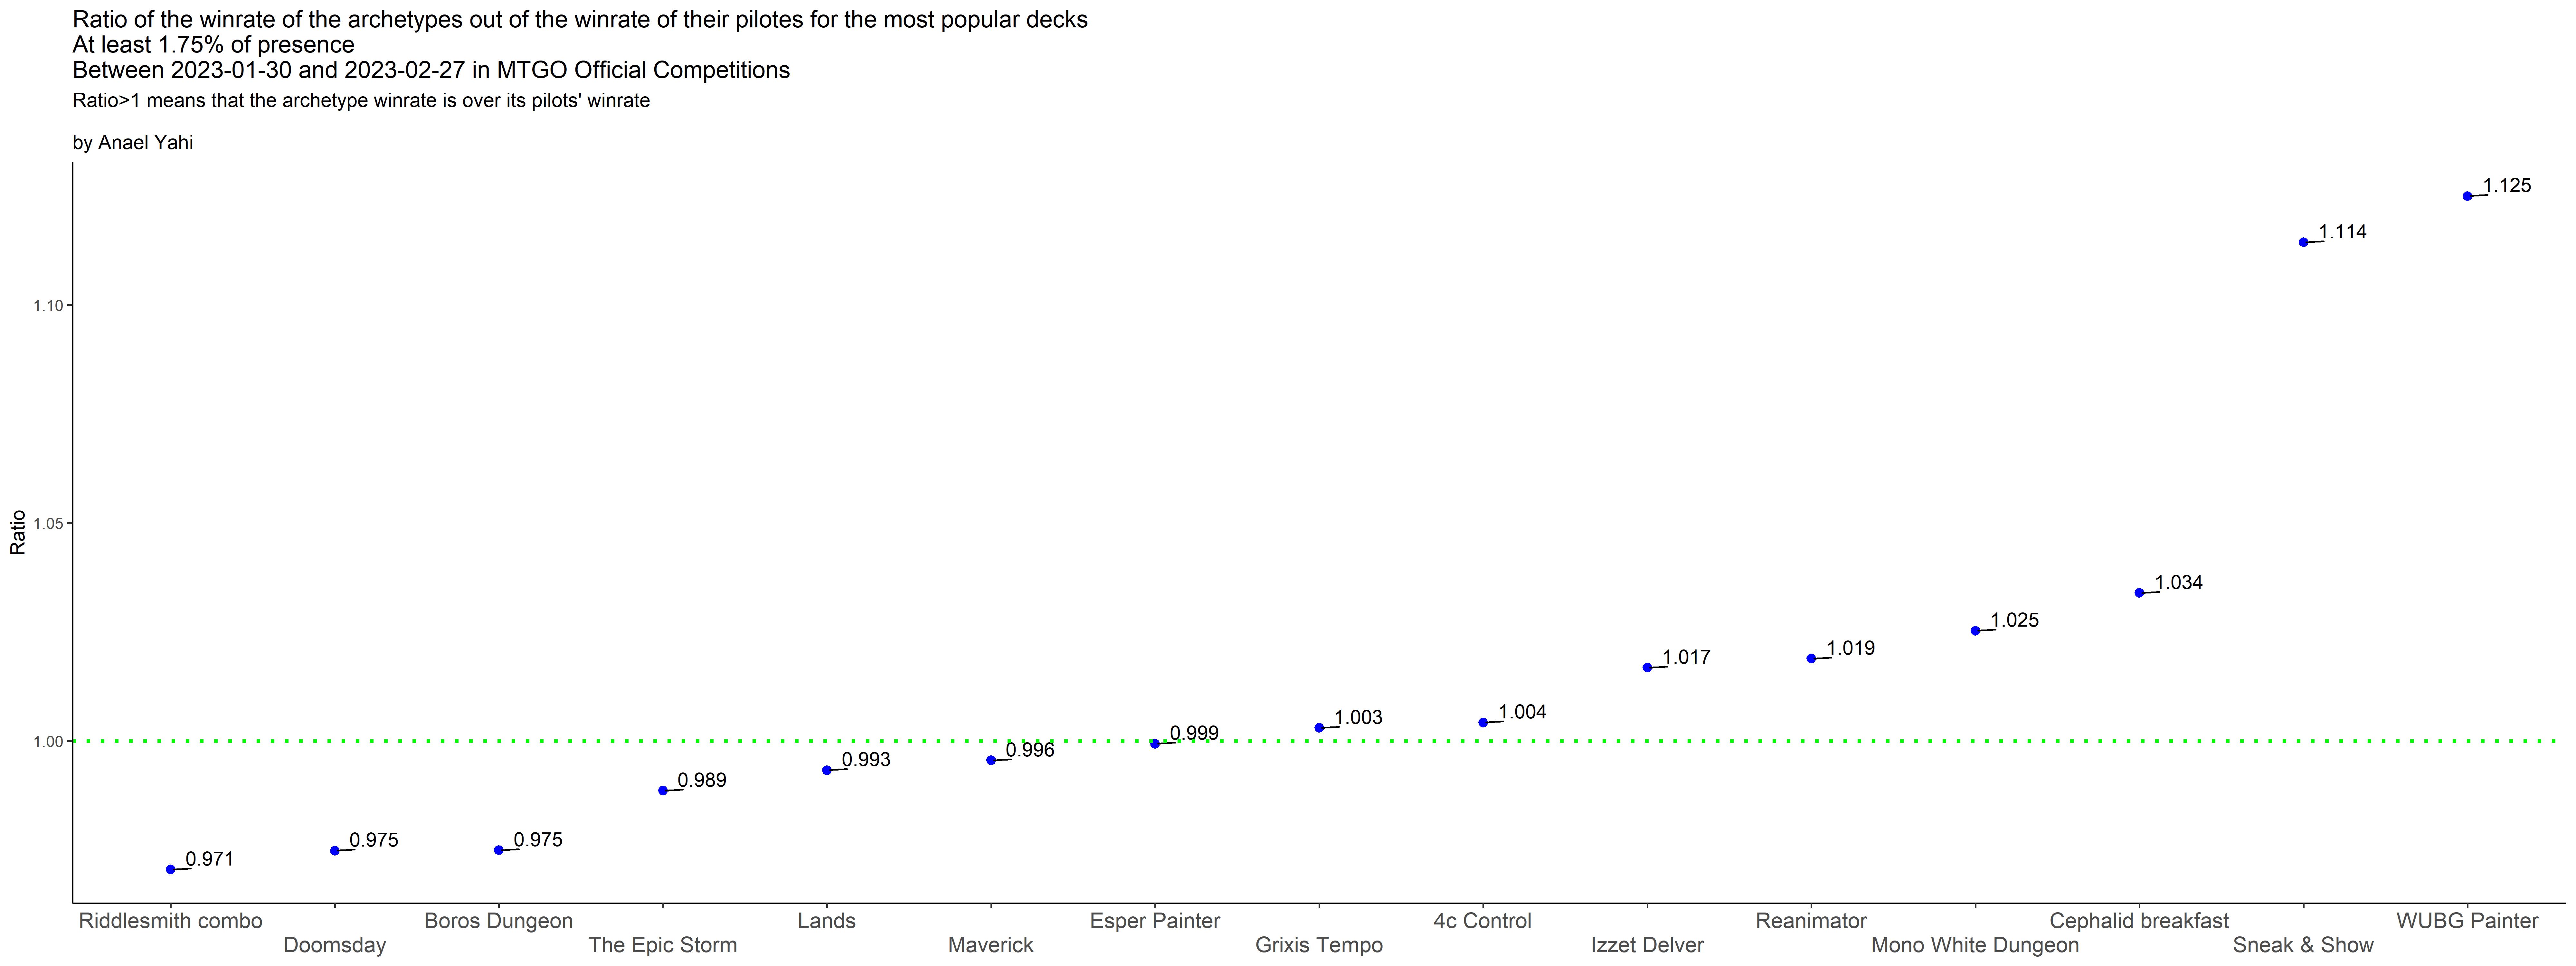 Ratio of the winrate of the archetypes out of the winrate of their pilotes for the most popular decks
At least 1.75% of presence
Between 2023-01-30 and 2023-02-27 in MTGO Official Competitions
Ratio>1 means that the archetype winrate is over its pilots' winrate
by Anael Yahi
Ratio
1.10
1.05
1.00
0.971
0.975
0.975
0.989
0.993
0.996
0.999
1.003
1.004
1.017
1.019
1.025
1.034
1.114
1.125
Riddlesmith combo
Doomsday
Boros Dungeon
The Epic Storm
Lands
Maverick
Esper Painter
Grixis Tempo
4c Control
Izzet Delver
Reanimator
Mono White Dungeon
Cephalid breakfast
Sneak & Show
WUBG Painter